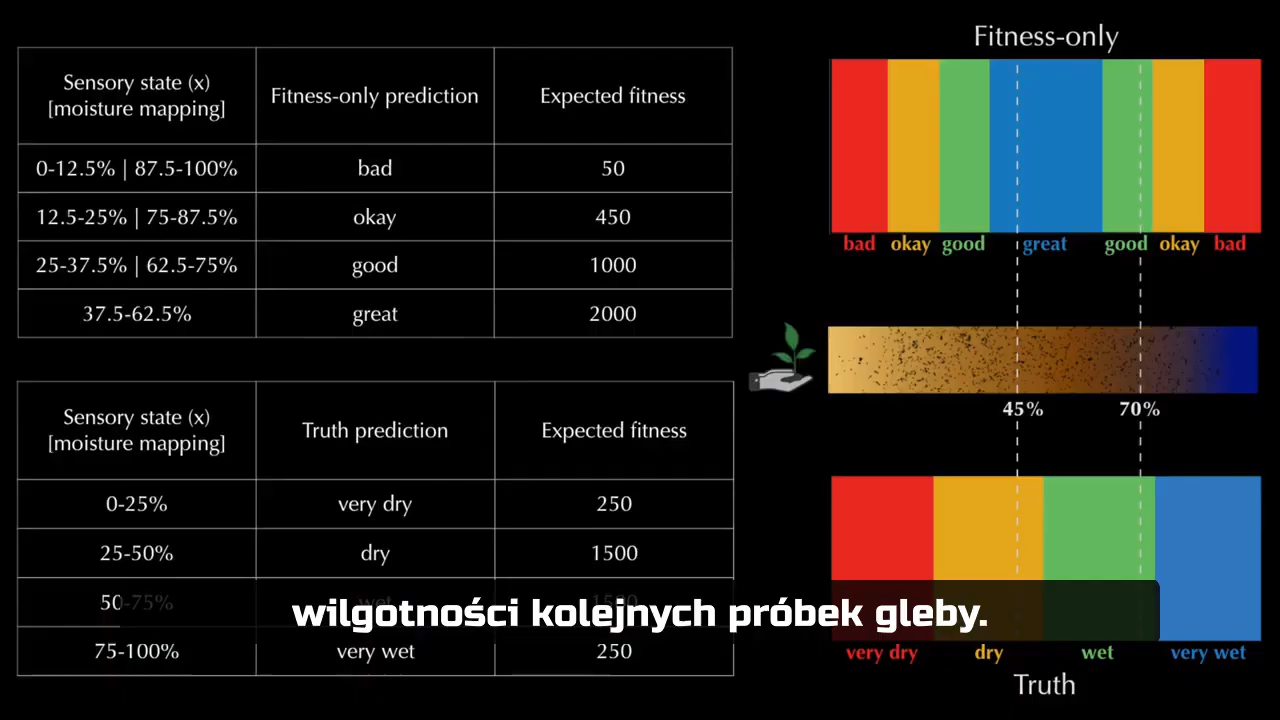 Sensory state (x)
[moisture mapping]
Fitness-only prediction
Expected fitness
0-12.5% | 87.5-100%
bad
50
12.5-25% | 75-87.5%
okay
450
25-37.5% | 62.5-75%
good
1000
37.5-62.5%
great
2000
Sensory state (x)
[moisture mapping]
Truth prediction
Expected fitness
0-25%
very dry
250
25-50%
dry
1500
50-75%
wet
1500
75-100%
very wet
250
Fitness-only
bad okay good great good okay bad
45% 70%
very dry dry wet very wet
Truth
wilgotności kolejnych próbek gleby.